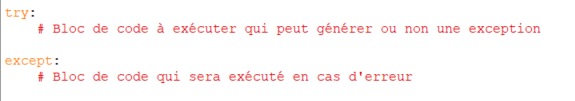 try:
    # Bloc de code à exécuter qui peut générer ou non une exception
except:
    # Bloc de code qui sera exécuté en cas d'erreur